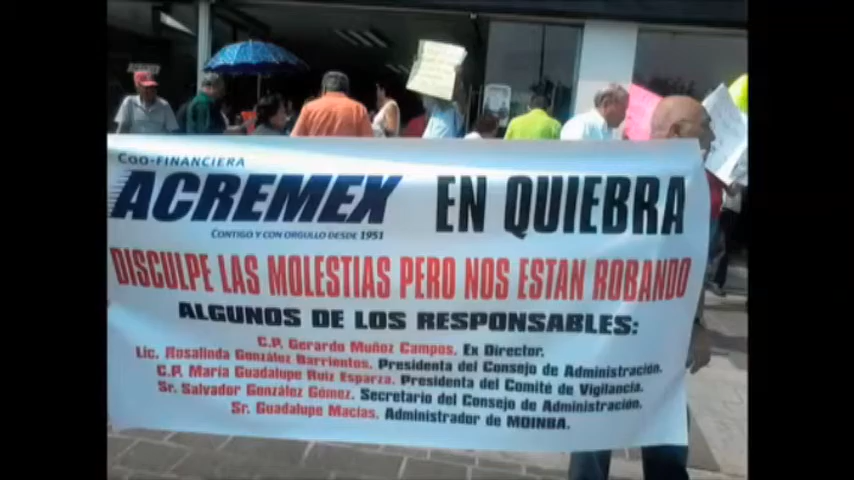 Coo-FINANCIERA
ACREMEX EN QUIEBRA
CONTIGO Y CON ORGULLO DESDE 1951
DISCULPE LAS MOLESTIAS PERO NOS ESTAN ROBANDO
ALGUNOS DE LOS RESPONSABLES:
C.P. Gerardo Muñoz Campos. Ex Director.
Lic. Rosalinda González Barrientos. Presidenta del Consejo de Administración.
C.P. María Guadalupe Ruiz Esparza. Presidenta del Comité de Vigilancia.
Sr. Salvador González Gómez. Secretario del Consejo de Administración.
Sr. Guadalupe Macías. Administrador de MOINBA.